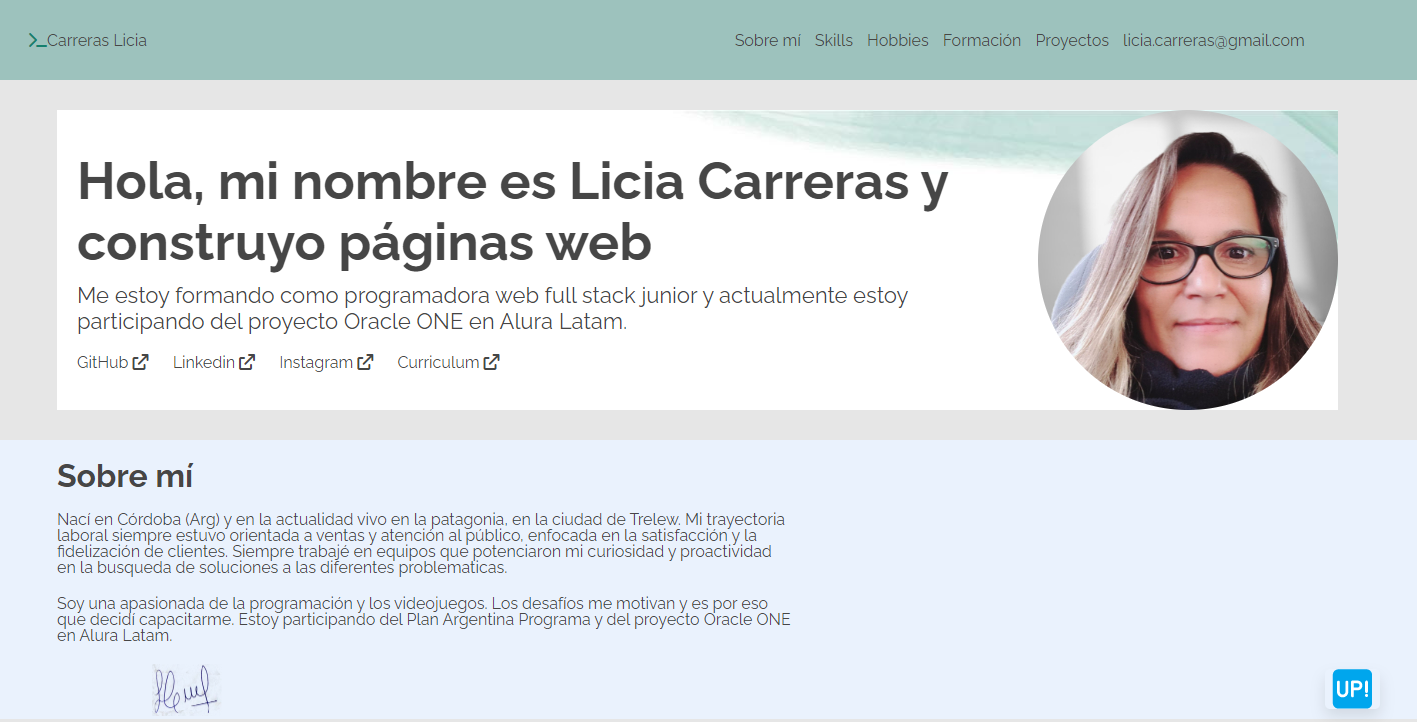 Carreras Licia
Sobre mí Skills Hobbies Formación Proyectos licia.carreras@gmail.com
Hola, mi nombre es Licia Carreras y
construyo páginas web
Me estoy formando como programadora web full stack junior y actualmente estoy
participando del proyecto Oracle ONE en Alura Latam.
GitHub Linkedin Instagram Curriculum
Sobre mí
Nací en Córdoba (Arg) y en la actualidad vivo en la patagonia, en la ciudad de Trelew. Mi trayectoria
laboral siempre estuvo orientada a ventas y atención al público, enfocada en la satisfacción y la
fidelización de clientes. Siempre trabajé en equipos que potenciaron mi curiosidad y proactividad
en la busqueda de soluciones a las diferentes problematicas.
Soy una apasionada de la programación y los videojuegos. Los desafíos me motivan y es por eso
que decidí capacitarme. Estoy participando del Plan Argentina Programa y del proyecto Oracle ONE
en Alura Latam.
UP!